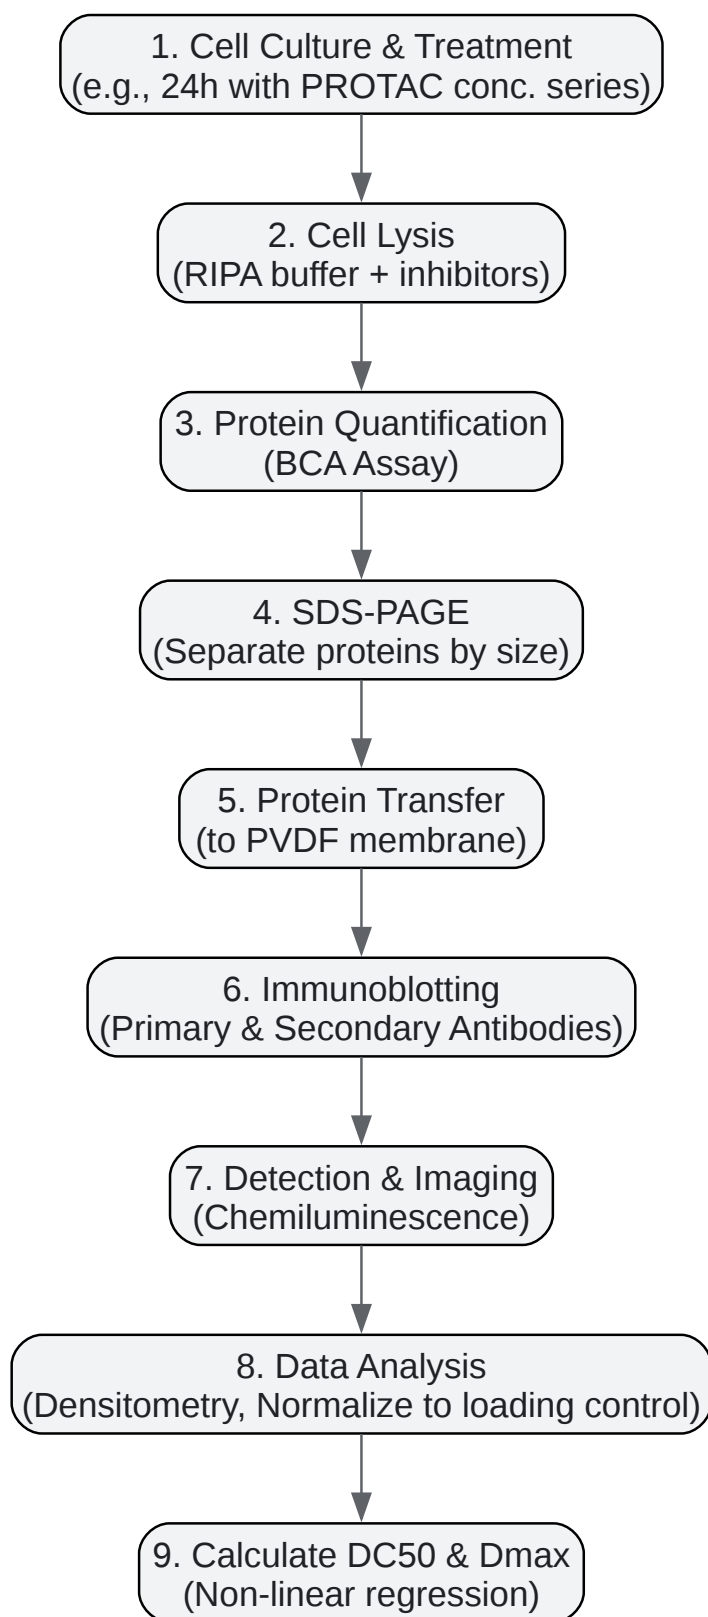 1. Cell Culture & Treatment
(e.g., 24h with PROTAC conc. series)
2. Cell Lysis
(RIPA buffer + inhibitors)
3. Protein Quantification
(BCA Assay)
4. SDS-PAGE
(Separate proteins by size)
5. Protein Transfer
(to PVDF membrane)
6. Immunoblotting
(Primary & Secondary Antibodies)
7. Detection & Imaging
(Chemiluminescence)
8. Data Analysis
(Densitometry, Normalize to loading control)
9. Calculate DC50 & Dmax
(Non-linear regression)